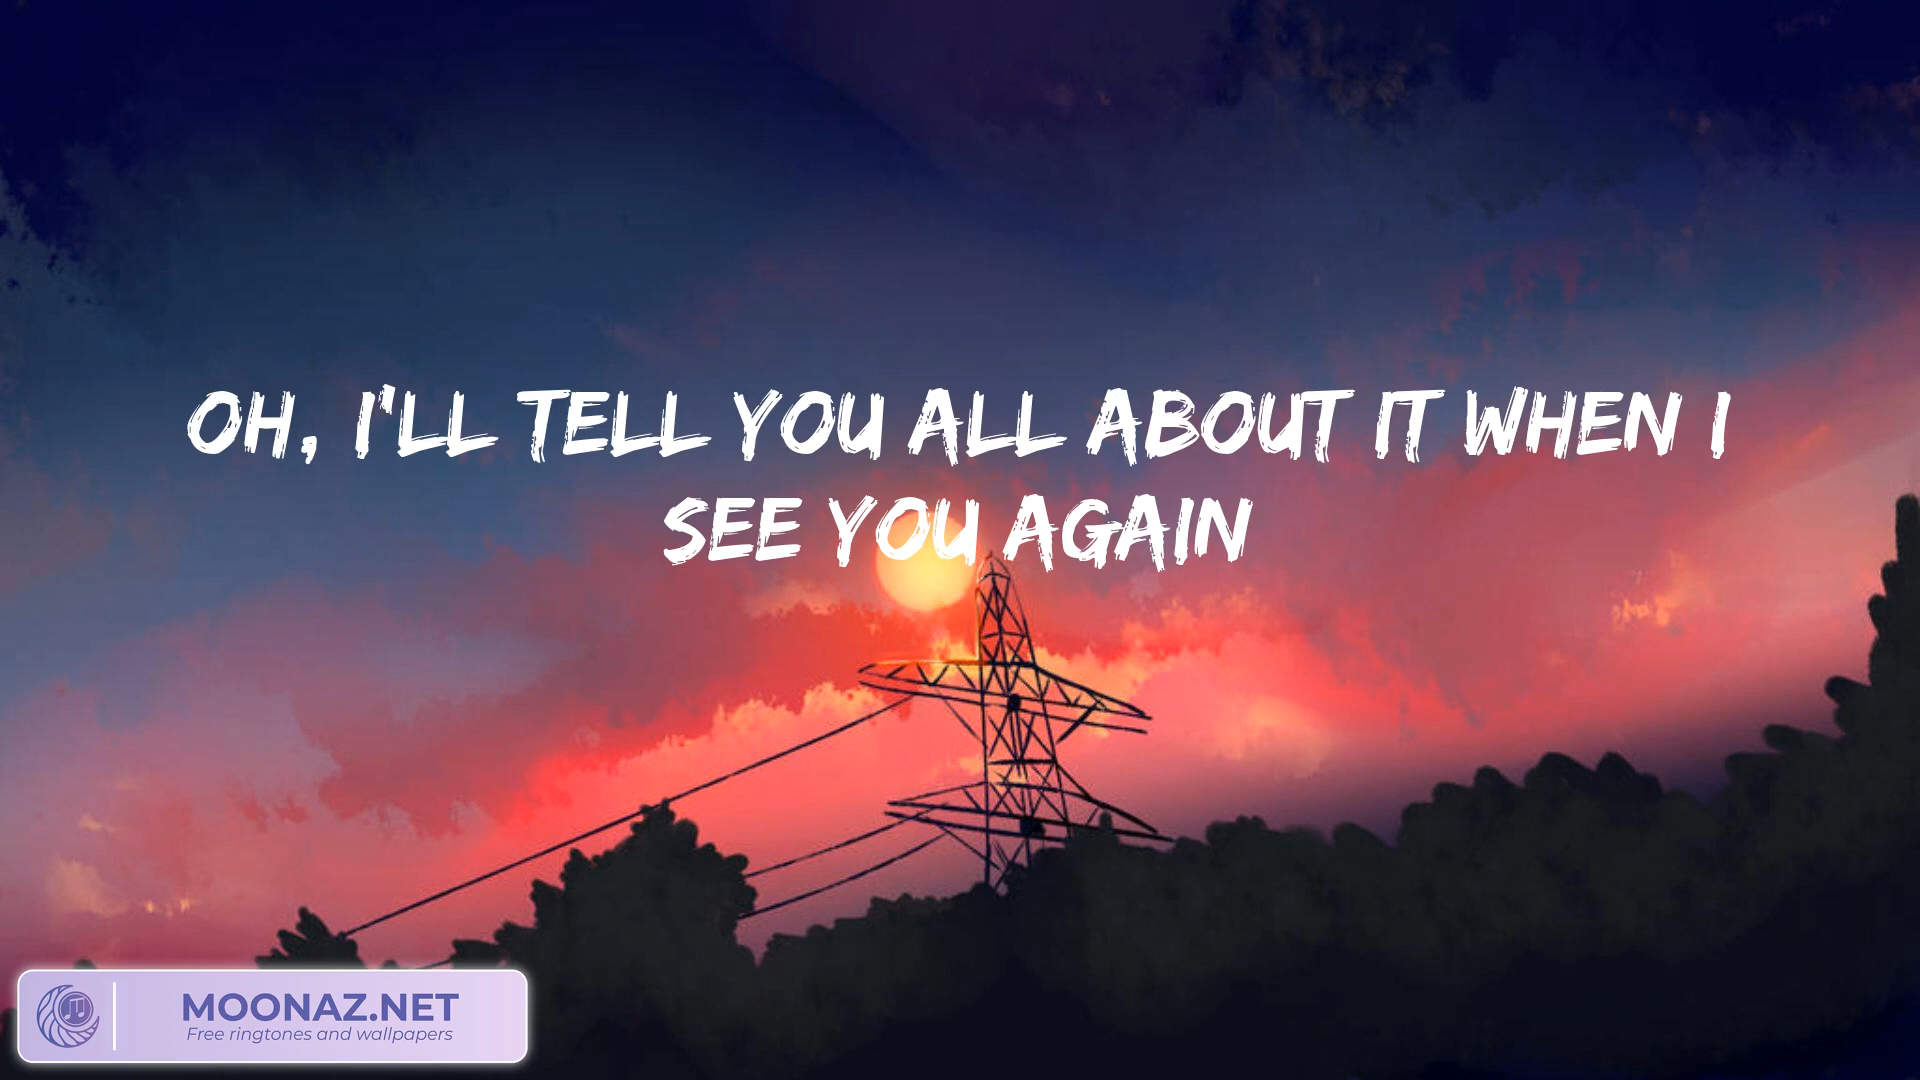 OH, I'LL TELL YOU ALL ABOUT IT WHEN I
SEE YOU AGAIN
MOONAZ.NET
Free ringtones and wallpapers